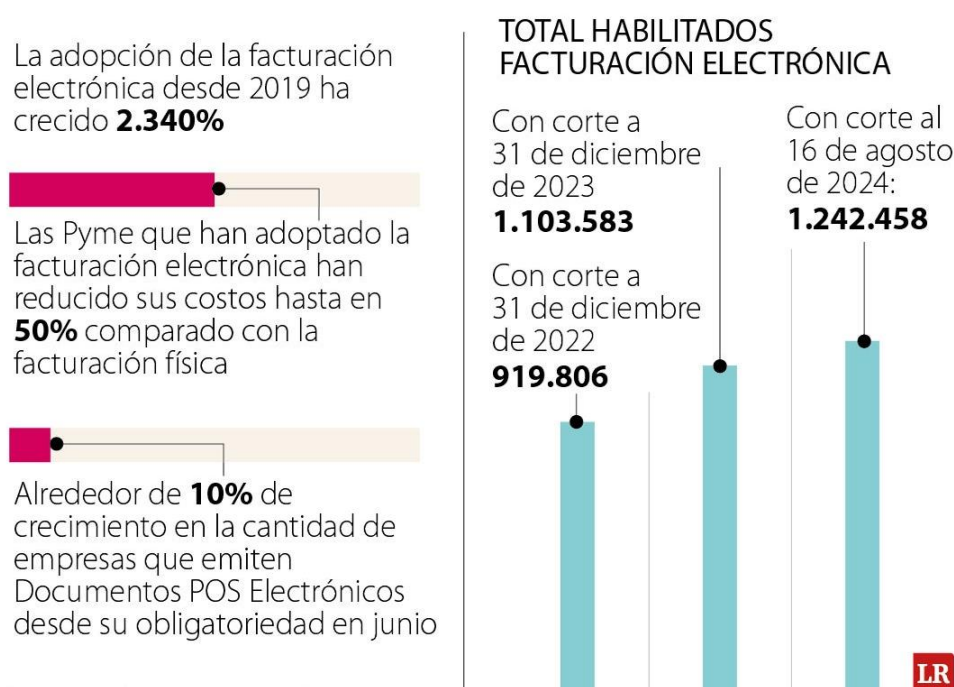 La adopción de la facturación
electrónica desde 2019 ha
crecido 2.340%
Las Pyme que han adoptado la
facturación electrónica han
reducido sus costos hasta en
50% comparado con la
facturación física
Alrededor de 10% de
crecimiento en la cantidad de
empresas que emiten
Documentos POS Electrónicos
desde su obligatoriedad en junio
TOTAL HABILITADOS
FACTURACIÓN ELECTRÓNICA
Con corte a
31 de diciembre
de 2023
1.103.583
Con corte al
16 de agosto
de 2024:
1.242.458
Con corte a
31 de diciembre
de 2022
919.806
LR